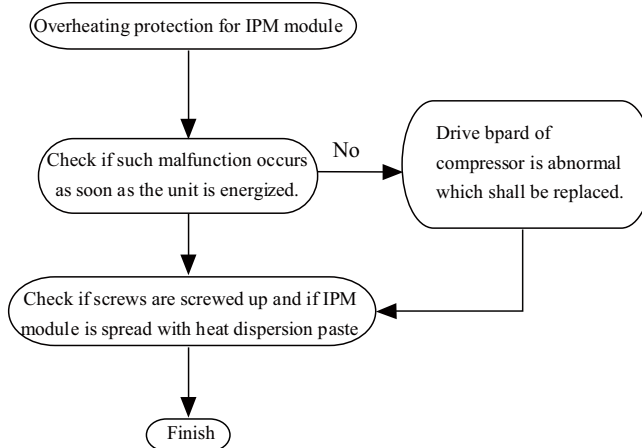 Overheating protection for IPM module
Check if such malfunction occurs
as soon as the unit is energized.
No
Drive bpard of
compressor is abnormal
which shall be replaced.
Check if screws are screwed up and if IPM
module is spread with heat dispersion paste
Finish